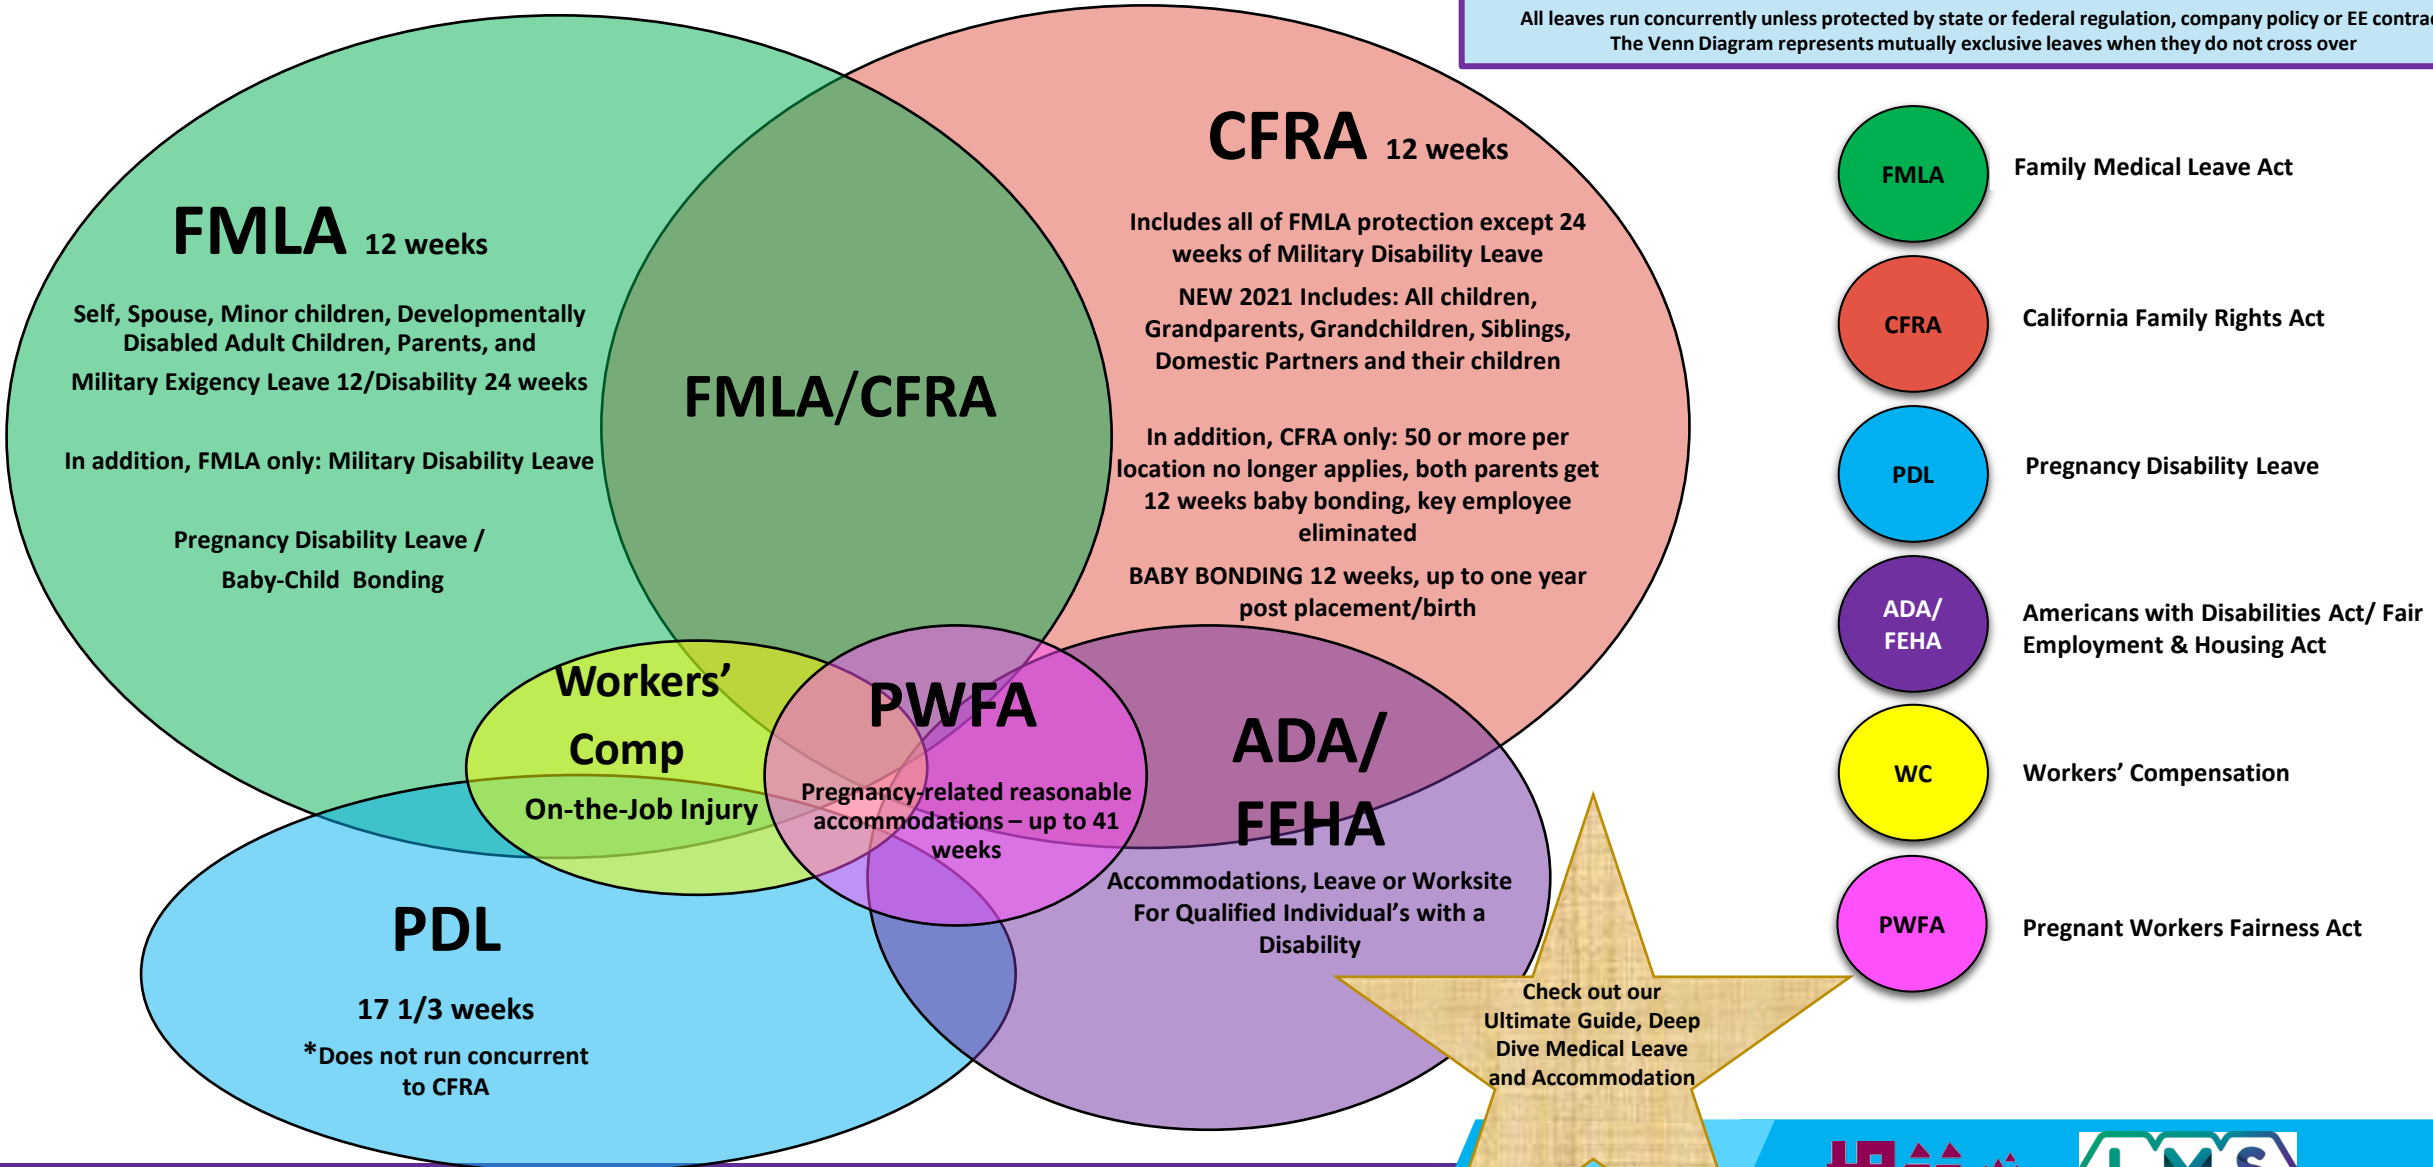 All leaves run concurrently unless protected by state or federal regulation, company policy or EE
The Venn Diagram represents mutually exclusive leaves when they do not cross over
FMLA 12 weeks
Self, Spouse, Minor children, Developmentally
Disabled Adult Children, Parents, and
Military Exigency Leave 12/Disability 24 weeks
In addition, FMLA only: Military Disability Leave
Pregnancy Disability Leave /
Baby-Child Bonding
FMLA/CFRA
CFRA 12 weeks
Includes all of FMLA protection except 24
weeks of Military Disability Leave
NEW 2021 Includes: All children,
Grandparents, Grandchildren, Siblings,
Domestic Partners and their children
In addition, CFRA only: 50 or more per
location no longer applies, both parents get
12 weeks baby bonding, key employee
eliminated
BABY BONDING 12 weeks, up to one year
post placement/birth
Workers'
Comp
On-the-Job Injury
PWFA
Pregnancy-related reasonable
accommodations – up to 41
weeks
ADA/
FEHA
Accommodations, Leave or Worksite
For Qualified Individual's with a
Disability
PDL
17 1/3 weeks
*Does not run concurrent
to CFRA
Check out our
Ultimate Guide, Deep
Dive Medical Leave
and Accommodation
FMLA
Family Medical Leave Act
CFRA
California Family Rights Act
PDL
Pregnancy Disability Leave
ADA/
FEHA
Americans with Disabilities Act/ Fair
Employment & Housing Act
WC
Workers' Compensation
PWFA
Pregnant Workers Fairness Act